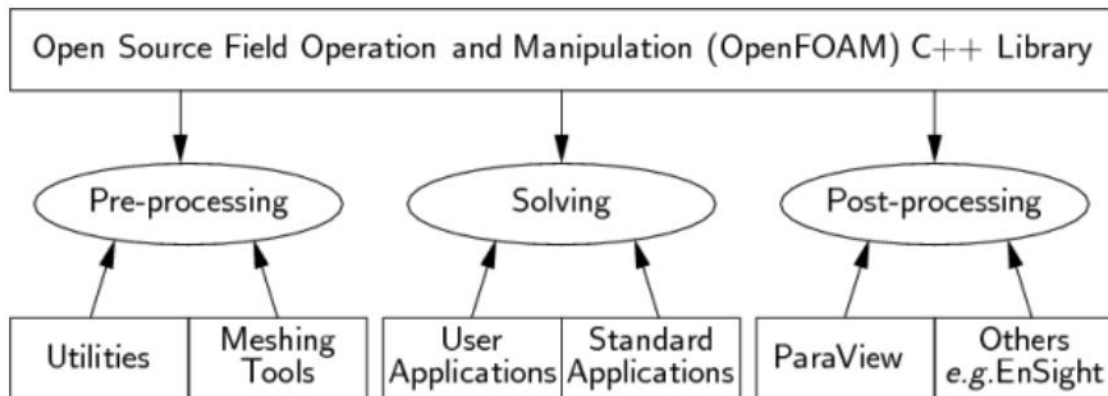 Open Source Field Operation and Manipulation (OpenFOAM) C++ Library
Pre-processing
Solving
Post-processing
Utilities
Meshing
Tools
User
Applications
Standard
Applications
ParaView
Others
e.g.EnSight